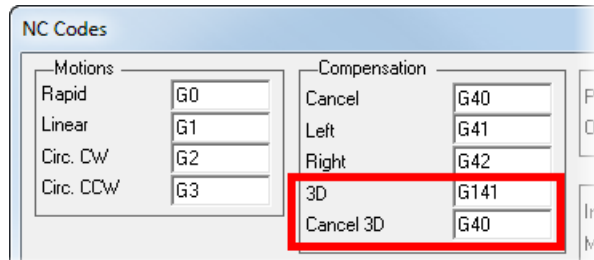 NC Codes
Motions
Rapid G0
Linear G1
Circ. CW G2
Circ. CCW G3
Compensation
Cancel G40
Left G41
Right G42
3D G141
Cancel 3D G40